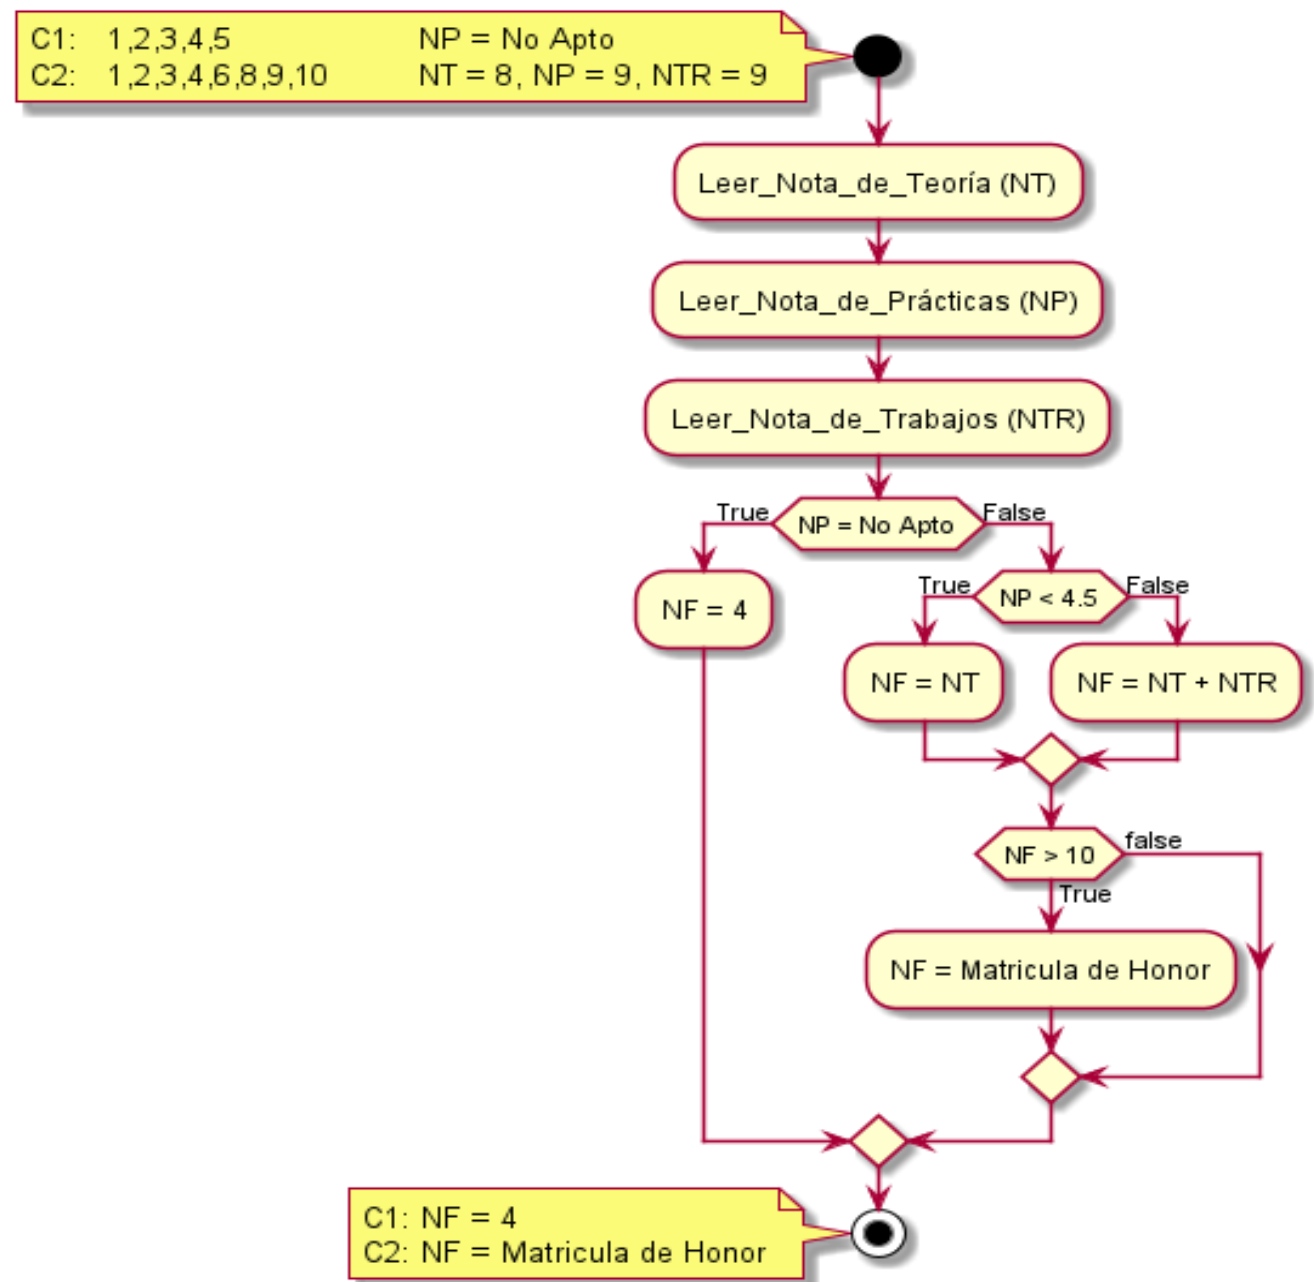 C1: 1,2,3,4,5 NP = No Apto
C2: 1,2,3,4,6,8,9,10 NT = 8, NP = 9, NTR = 9
Leer_Nota_de_Teoría (NT)
Leer_Nota_de_Prácticas (NP)
Leer_Nota_de_Trabajos (NTR)
True
NP = No Apto
False
NF = 4
True
NP < 4.5
False
NF = NT
NF = NT + NTR
NF > 10
false
True
NF = Matricula de Honor
C1: NF = 4
C2: NF = Matricula de Honor